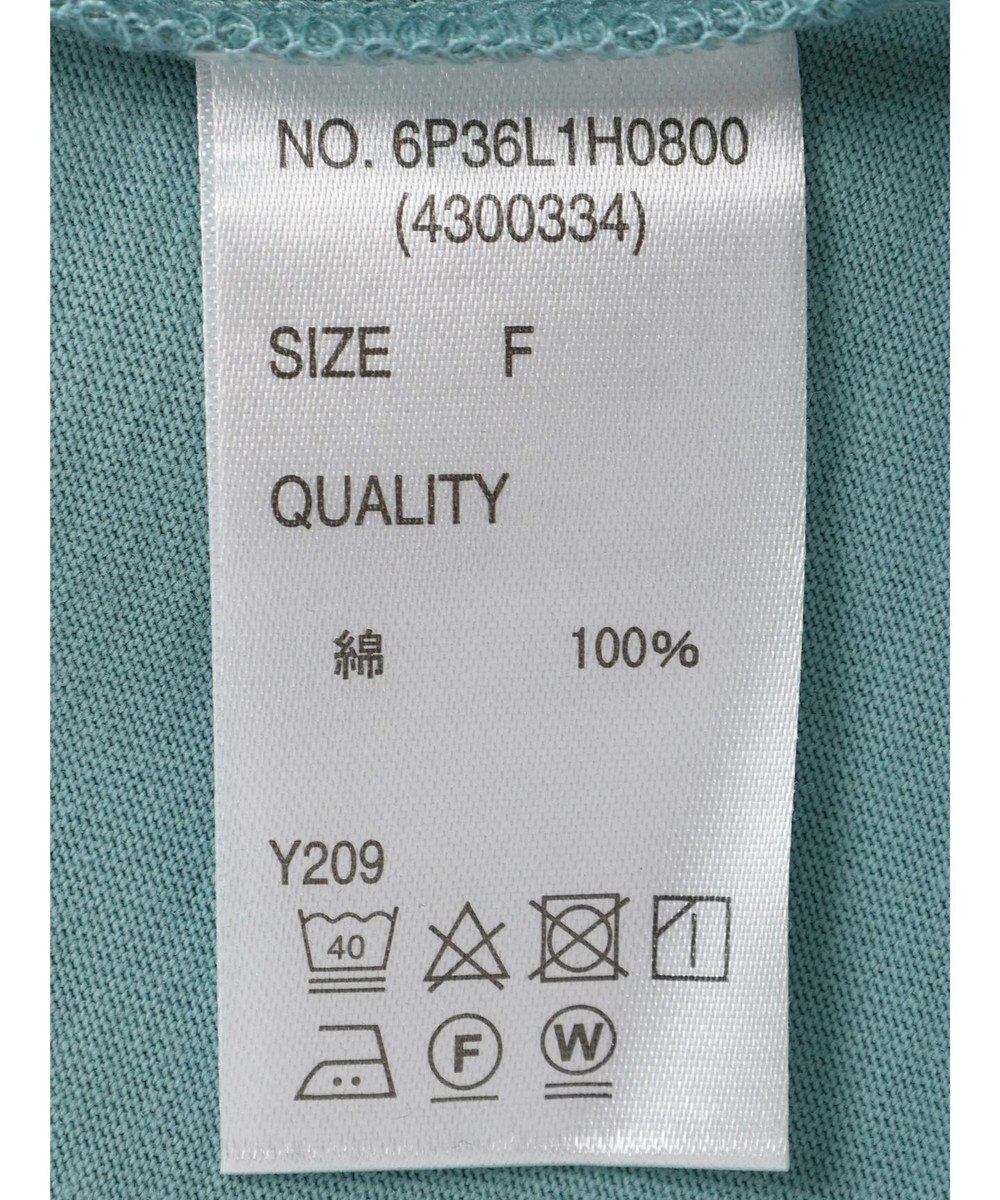 NO. 6P36L1H0800
(4300334)
SIZE F
QUALITY
綿 100%
Y209
40
F W